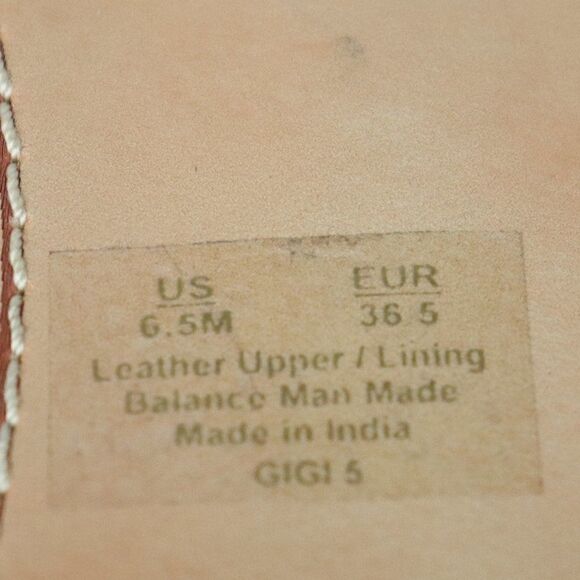 US EUR
6.5M 36 5
Leather Upper / Lining
Balance Man Made
Made in India
GIGI 5